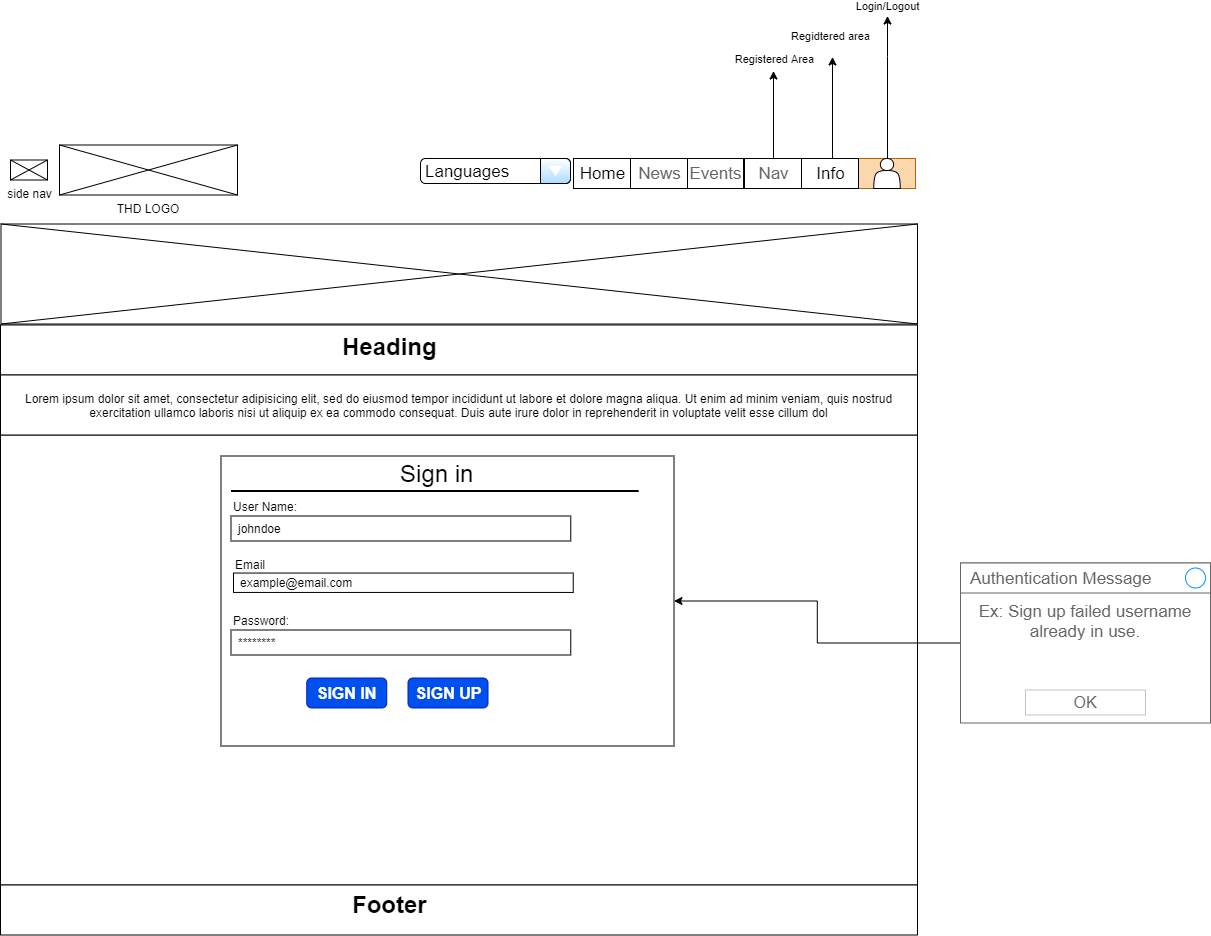 Login/Logout
Regidtered area
Registered Area
side nav
THD LOGO
Languages
Home
News
Events
Nav
Info
Heading
Lorem ipsum dolor sit amet, consectetur adipisicing elit, sed do eiusmod tempor incididunt ut labore et dolore magna aliqua. Ut enim ad minim veniam, quis nostrud
exercitation ullamco laboris nisi ut aliquip ex ea commodo consequat. Duis aute irure dolor in reprehenderit in voluptate velit esse cillum dol
Sign in
User Name:
johndoe
Email
example@email.com
Password:
********
SIGN IN
SIGN UP
Authentication Message
Ex: Sign up failed username
already in use.
OK
Footer